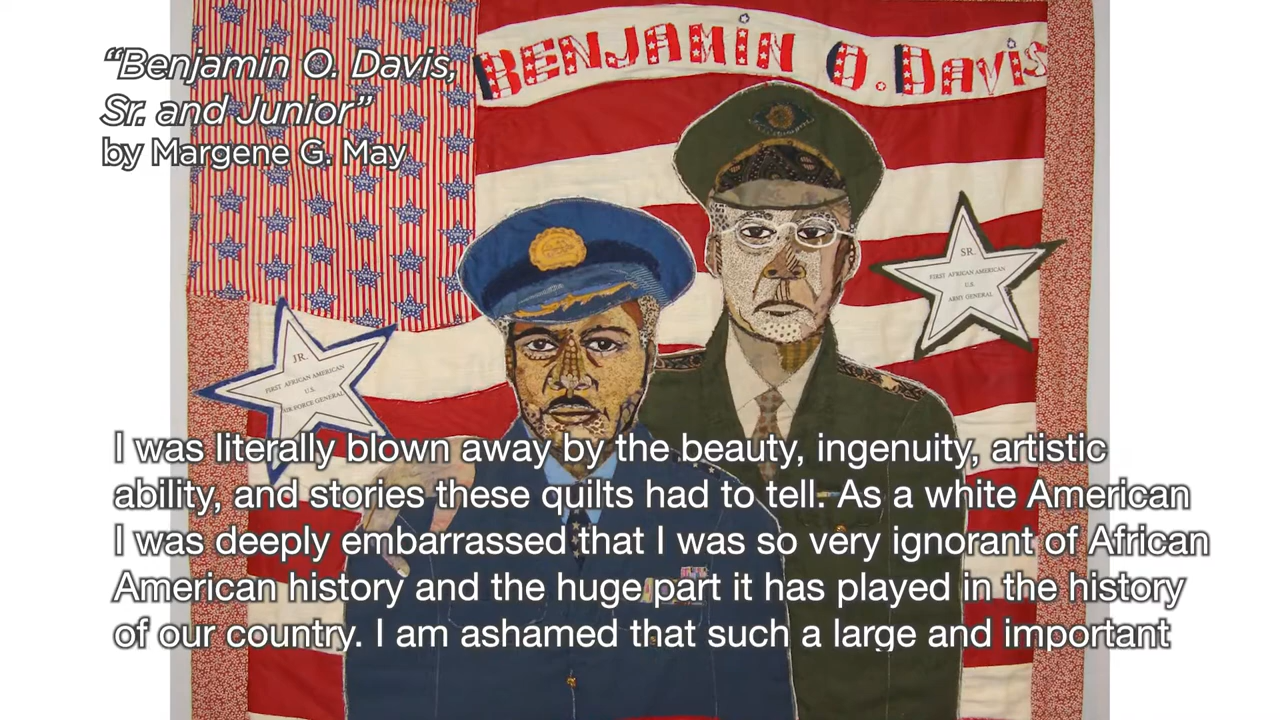 “Benjamin O. Davis,
Sr. and Junior”
by Margene G. May
BENJAMIN O. DAVIS
SR.
FIRST AFRICAN AMERICAN
U.S.
ARMY GENERAL
JR.
FIRST AFRICAN AMERICAN
U.S.
AIR FORCE GENERAL
I was literally blown away by the beauty, ingenuity, artistic
ability, and stories these quilts had to tell. As a white American
I was deeply embarrassed that I was so very ignorant of African
American history and the huge part it has played in the history
of our country. I am ashamed that such a large and important